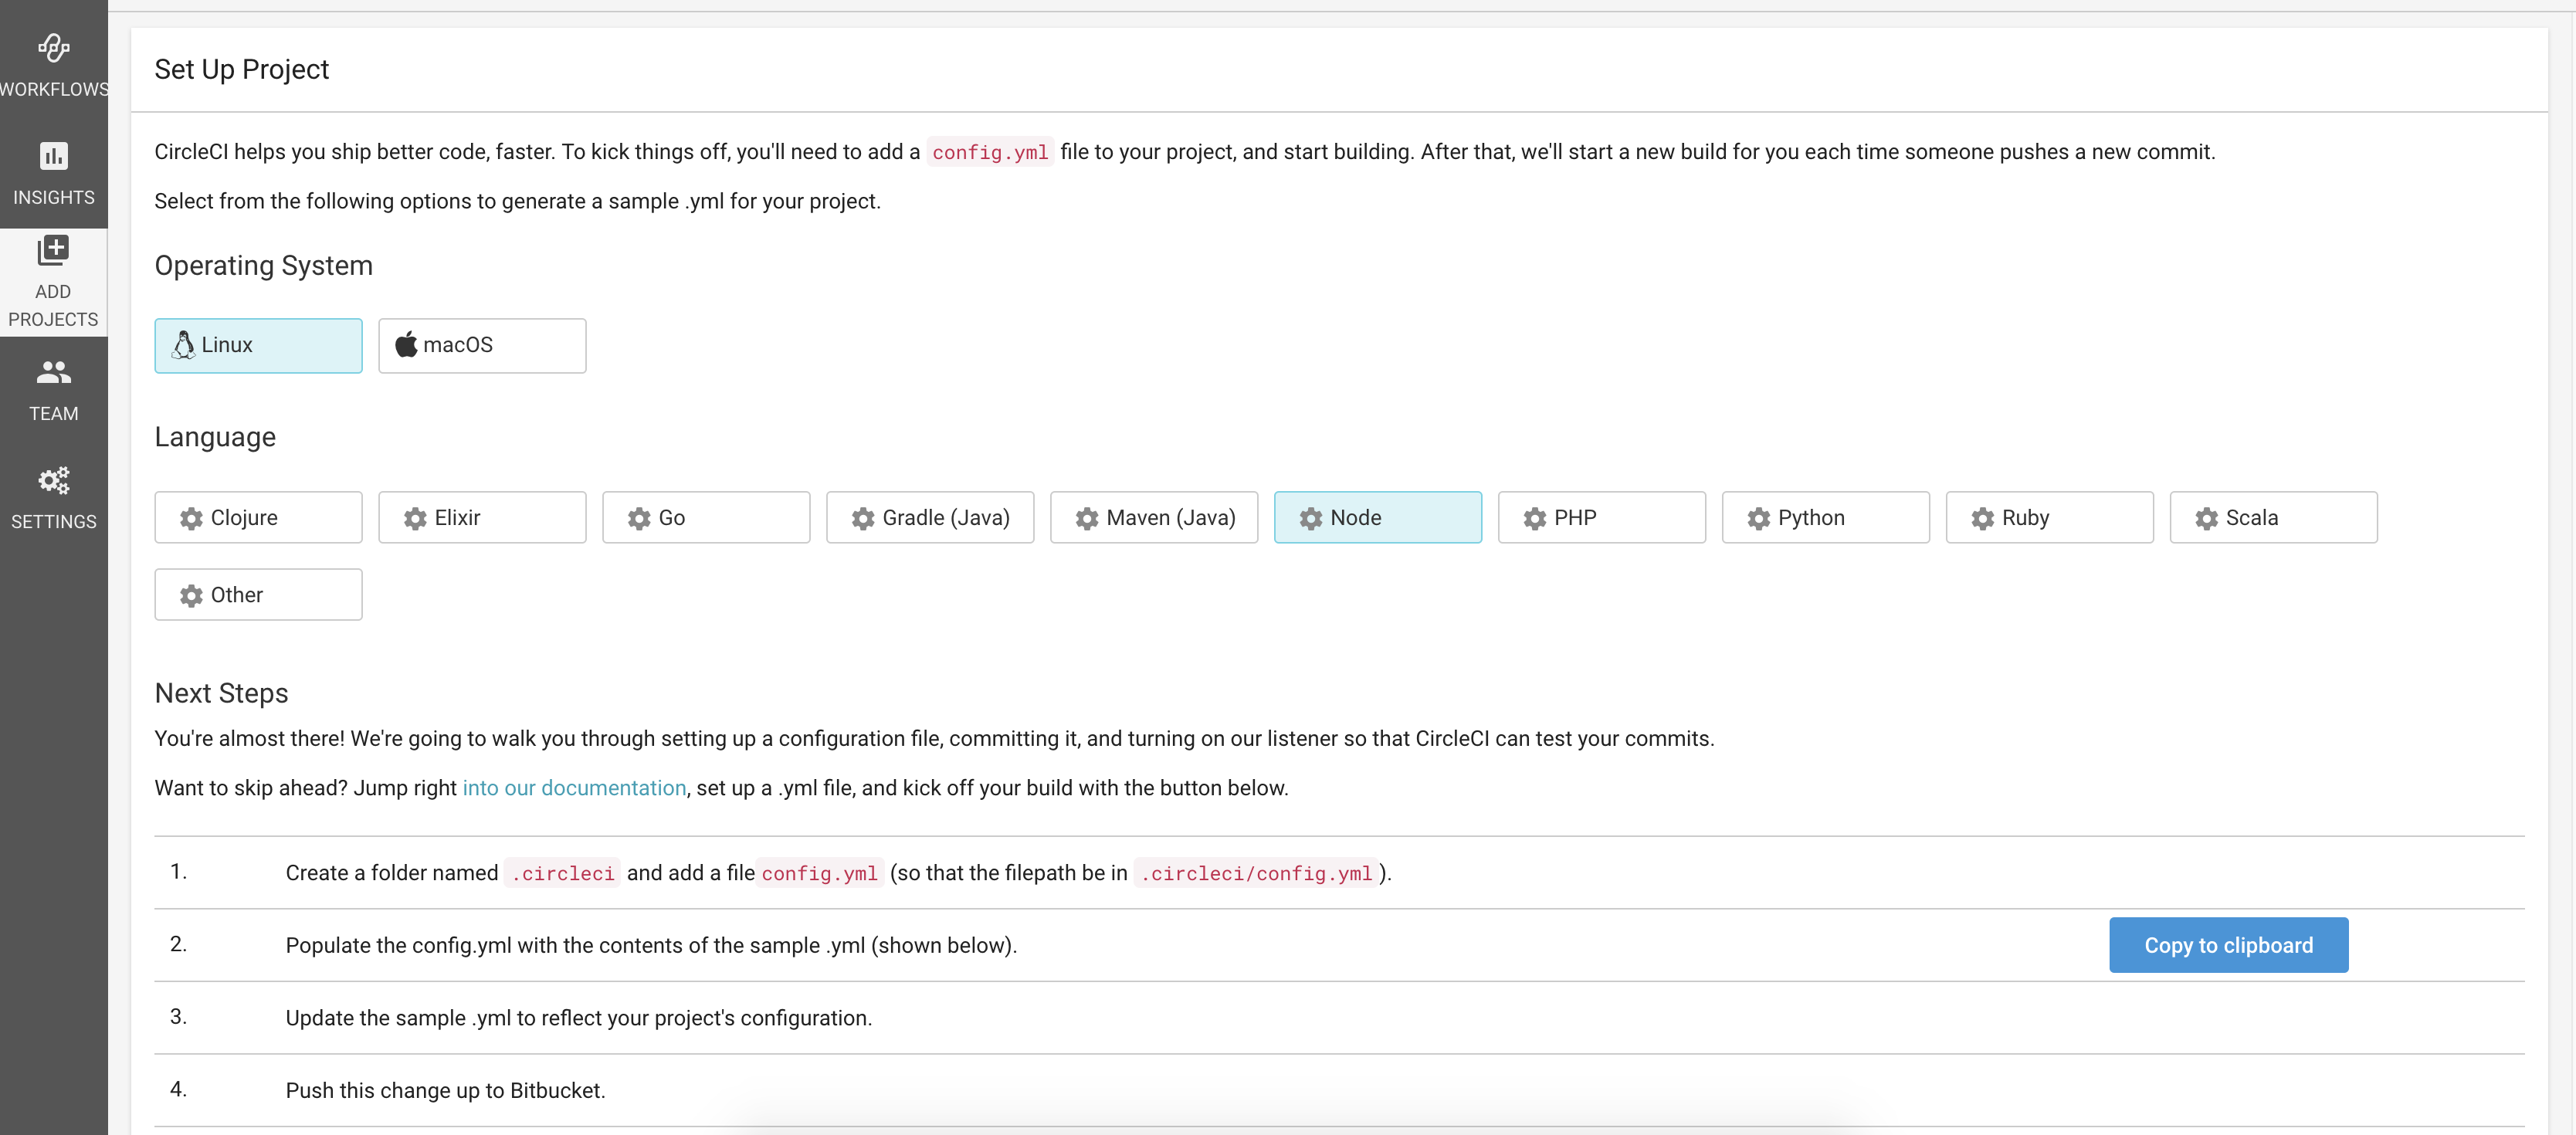 WORKFLOWS
INSIGHTS
ADD
PROJECTS
TEAM
SETTINGS
Set Up Project
CircleCI helps you ship better code, faster. To kick things off, you'll need to add a config.yml file to your project, and start building. After that, we'll start a new build for you each time someone pushes a new commit.
Select from the following options to generate a sample .yml for your project.
Operating System
Linux macOS
Language
Clojure Elixir Go Gradle (Java) Maven (Java) Node PHP Python Ruby Scala
Other
Next Steps
You're almost there! We're going to walk you through setting up a configuration file, committing it, and turning on our listener so that CircleCI can test your commits.
Want to skip ahead? Jump right into our documentation, set up a .yml file, and kick off your build with the button below.
1. Create a folder named .circleci and add a file config.yml (so that the filepath be in .circleci/config.yml ).
2. Populate the config.yml with the contents of the sample .yml (shown below). Copy to clipboard
3. Update the sample .yml to reflect your project's configuration.
4. Push this change up to Bitbucket.